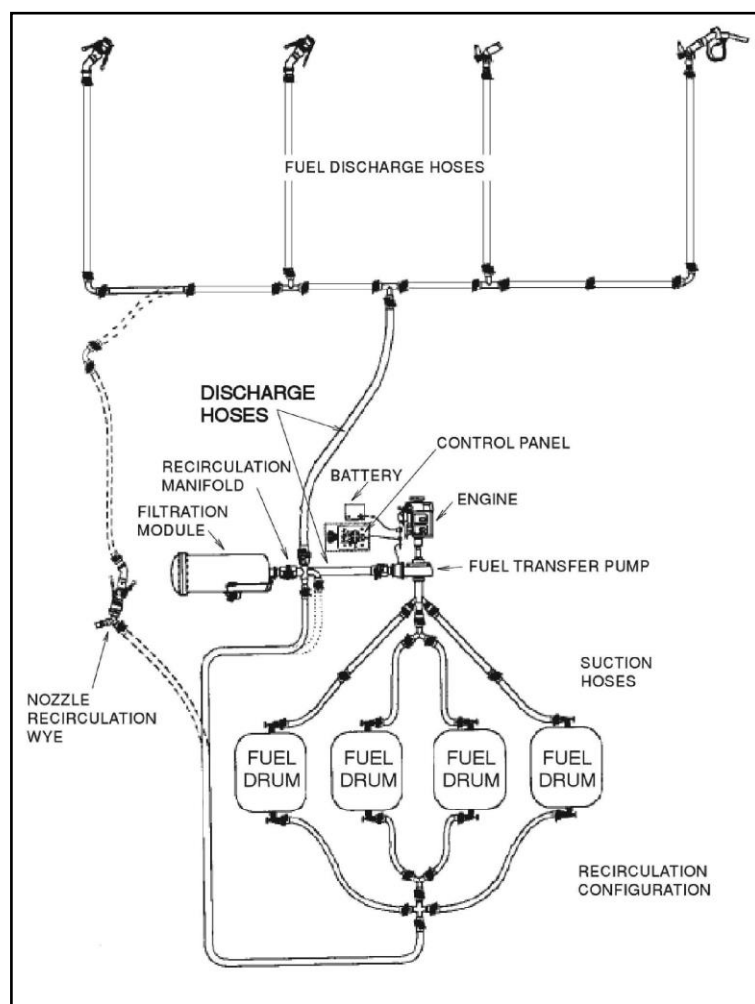 FUEL DISCHARGE HOSES
DISCHARGE
HOSES
CONTROL PANEL
RECIRCULATION
MANIFOLD
BATTERY
ENGINE
FILTRATION
MODULE
FUEL TRANSFER PUMP
SUCTION
HOSES
NOZZLE
RECIRCULATION
WYE
FUEL
DRUM
FUEL
DRUM
FUEL
DRUM
FUEL
DRUM
RECIRCULATION
CONFIGURATION